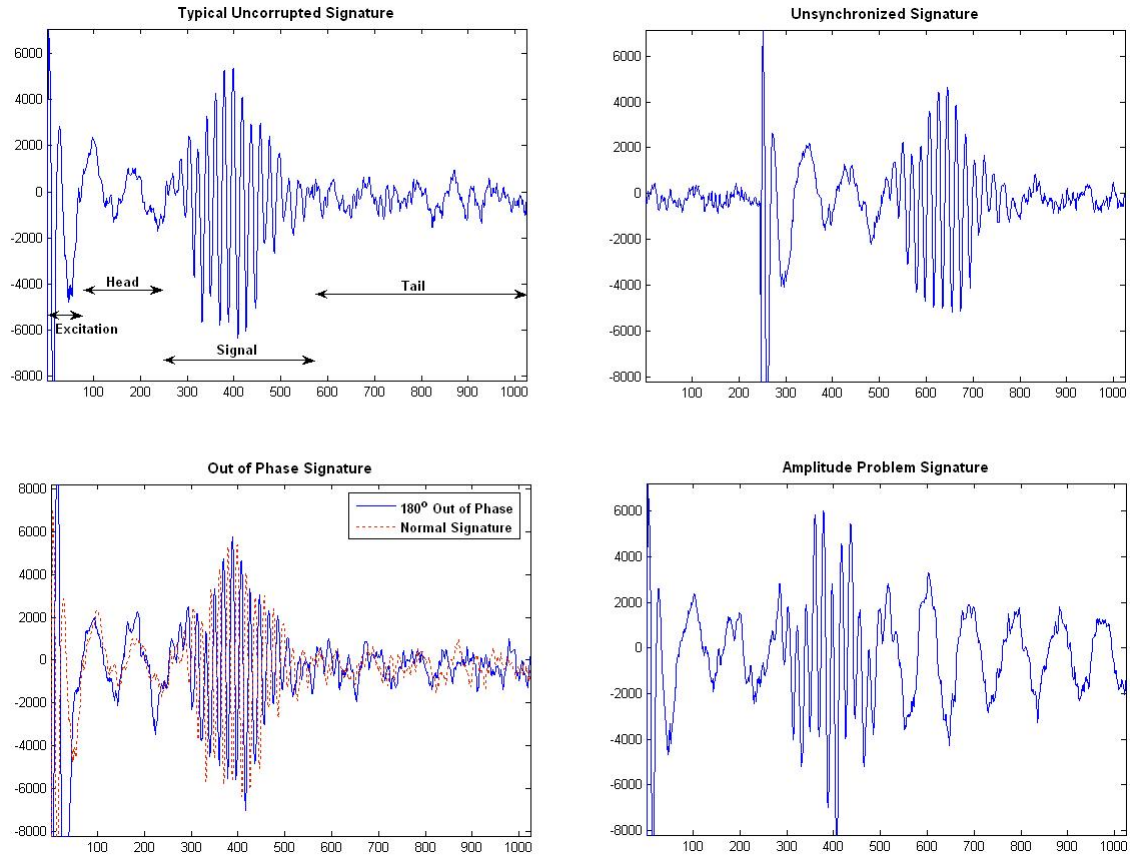 Typical Uncorrupted Signature
6000
4000
2000
0
-2000
-4000
-6000
-8000
Head
Tail
Excitation
Signal
100 200 300 400 500 600 700 800 900 1000
Unsynchronized Signature
6000
4000
2000
0
-2000
-4000
-6000
-8000
100 200 300 400 500 600 700 800 900 1000
Out of Phase Signature
8000
6000
4000
2000
0
-2000
-4000
-6000
-8000
180° Out of Phase
Normal Signature
100 200 300 400 500 600 700 800 900 1000
Amplitude Problem Signature
6000
4000
2000
0
-2000
-4000
-6000
-8000
100 200 300 400 500 600 700 800 900 1000